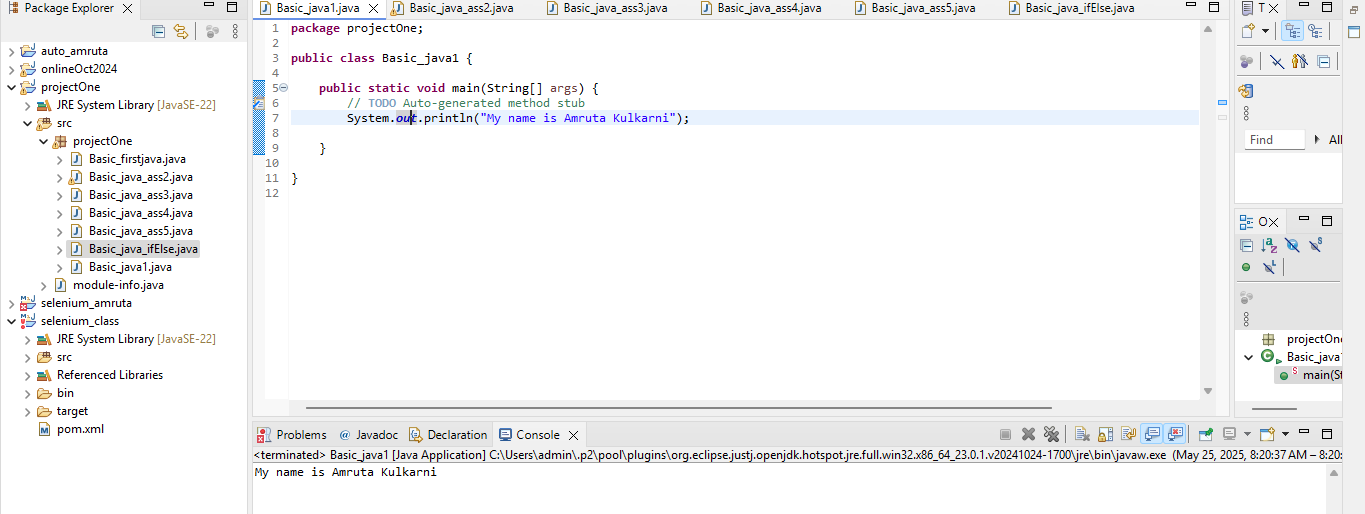 Package Explorer
auto_amruta
onlineOct2024
projectOne
JRE System Library [JavaSE-22]
src
projectOne
Basic_firstjava.java
Basic_java_ass2.java
Basic_java_ass3.java
Basic_java_ass4.java
Basic_java_ass5.java
Basic_java_ifElse.java
Basic_java1.java
module-info.java
selenium_amruta
selenium_class
JRE System Library [JavaSE-22]
src
Referenced Libraries
bin
target
pom.xml
Basic_java1.java Basic_java_ass2.java Basic_java_ass3.java Basic_java_ass4.java Basic_java_ass5.java Basic_java_ifElse.java
1 package projectOne;
2
3 public class Basic_java1 {
4
5 public static void main(String[] args) {
6 // TODO Auto-generated method stub
7 System.out.println("My name is Amruta Kulkarni");
8
9 }
10
11 }
12
T
Find All
O
projectOn
Basic_java1
main(St
Problems @ Javadoc Declaration Console
<terminated> Basic_java1 [Java Application] C:\Users\admin\.p2\pool\plugins\org.eclipse.justj.openjdk.hotspot.jre.full.win32.x86_64_23.0.1.v20241024-1700\jre\bin\javaw.exe (May 25, 2025, 8:20:37 AM – 8:20:
My name is Amruta Kulkarni